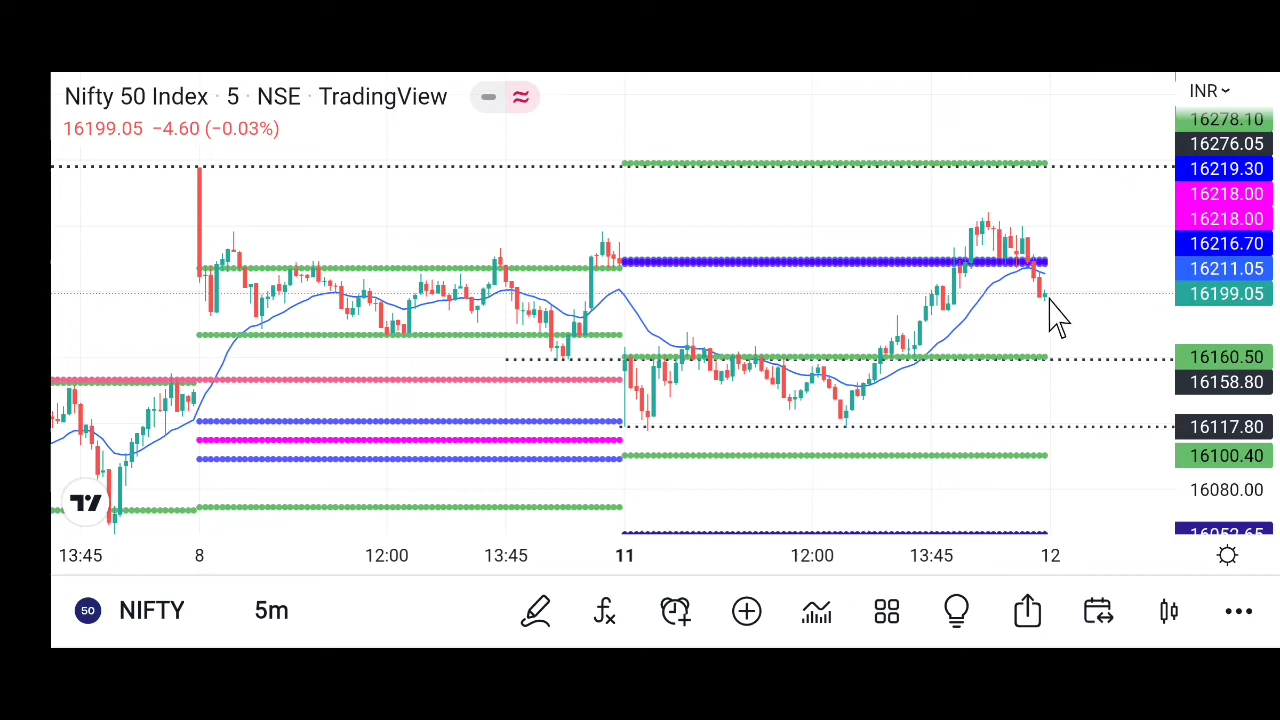 Nifty 50 Index · 5 · NSE · TradingView
16199.05 −4.60 (−0.03%)
INR
16278.10
16276.05
16219.30
16218.00
16218.00
16216.70
16211.05
16199.05
16160.50
16158.80
16117.80
16100.40
16080.00
16052.65
13:45 8 12:00 13:45 11 12:00 13:45 12
50 NIFTY 5m